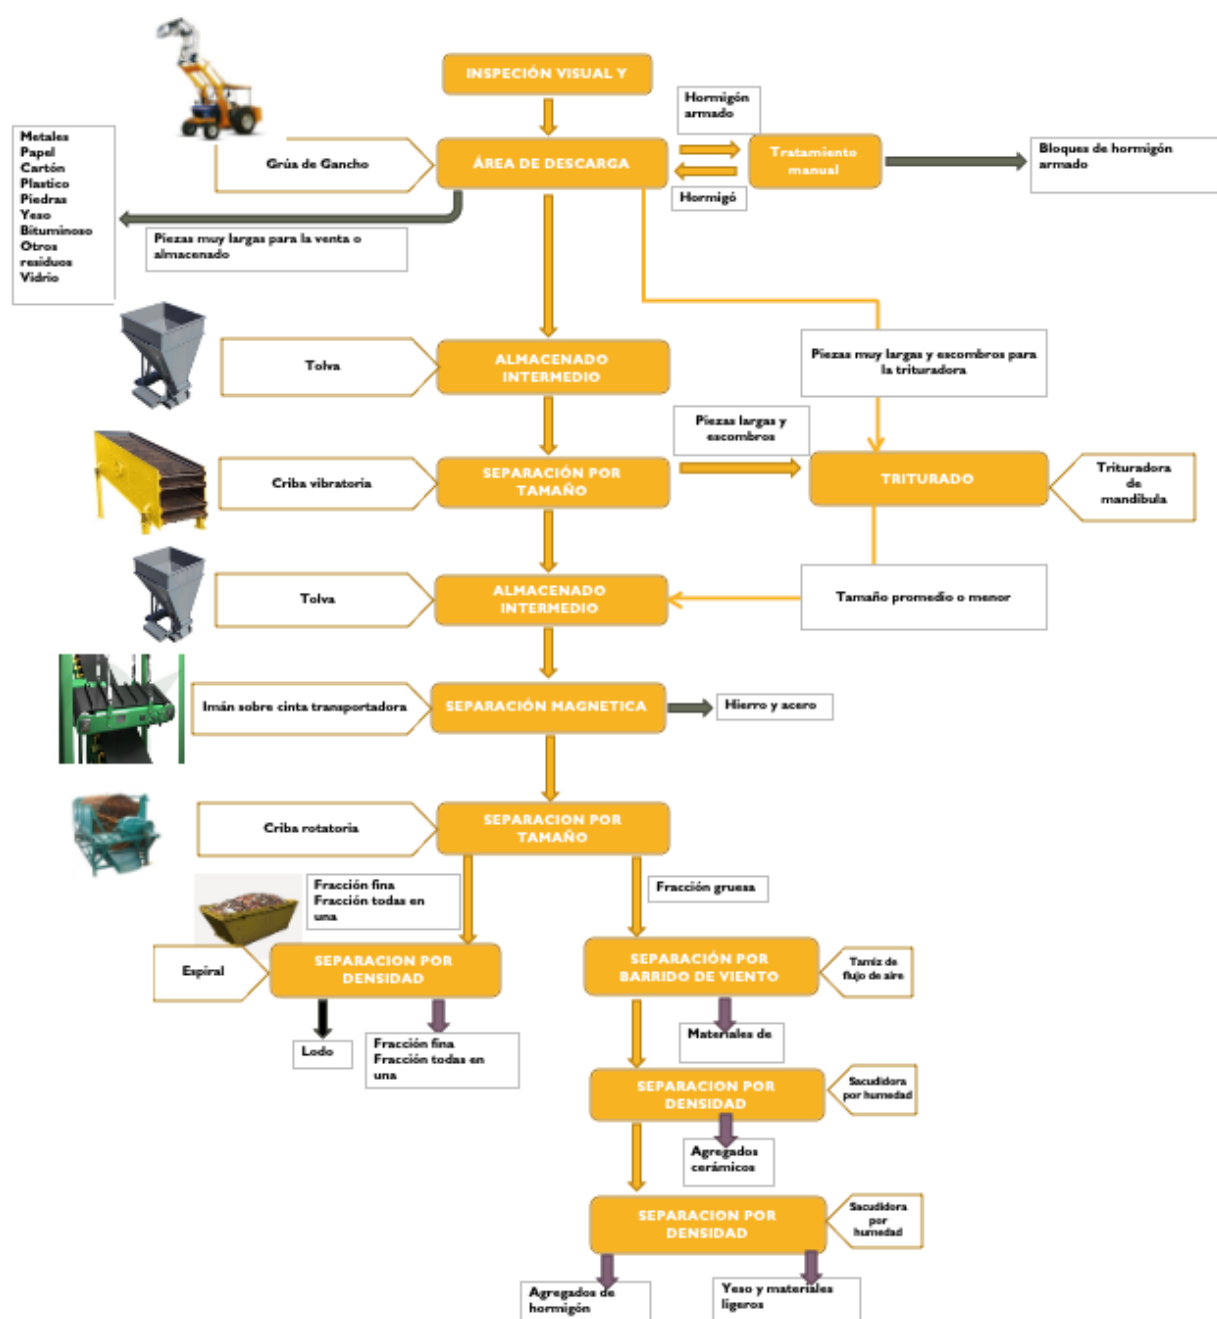 INSPECIÓN VISUAL Y
Hormigón
armado
Metales
Papel
Cartón
Plastico
Piedras
Yeso
Bituminoso
Otros
residuos
Vidrio
Grúa de Gancho
ÁREA DE DESCARGA
Tratamiento
manual
Bloques de hormigón
armado
Hormigó
Piezas muy largas para la venta o
almacenado
Tolva
ALMACENADO
INTERMEDIO
Piezas muy largas y escombros para
la trituradora
Piezas largas y
escombros
Criba vibratoria
SEPARACIÓN POR
TAMAÑO
TRITURADO
Trituradora
de
mandíbula
Tolva
ALMACENADO
INTERMEDIO
Tamaño promedio o menor
Imán sobre cinta transportadora
SEPARACIÓN MAGNETICA
Hierro y acero
Criba rotatoria
SEPARACION POR
TAMAÑO
Fracción fina
Fracción todas en
una
Fracción gruesa
Espiral
SEPARACION POR
DENSIDAD
SEPARACIÓN POR
BARRIDO DE VIENTO
Tamiz de
flujo de aire
Lodo
Fracción fina
Fracción todas en
una
Materiales de
SEPARACION POR
DENSIDAD
Sacudidora
por humedad
Agregados
cerámicos
SEPARACION POR
DENSIDAD
Sacudidora
por
humedad
Agregados de
hormigón
Yeso y materiales
ligeros